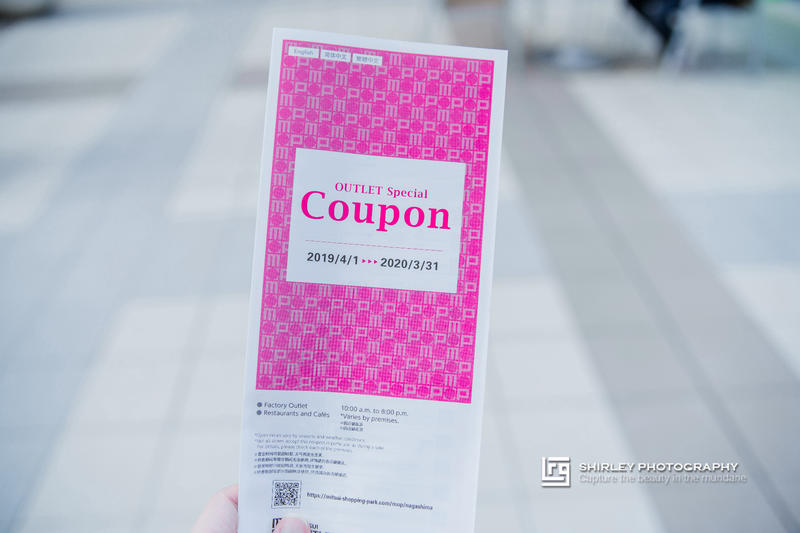 English 简体中文 繁體中文
OUTLET Special
Coupon
2019/4/1 ▸▸▸ 2020/3/31
● Factory Outlet
● Restaurants and Cafés
10:00 a.m. to 8:00 p.m.
*Varies by premises.
https://mitsui-shopping-park.com/mop/nagashima
SHIRLEY PHOTOGRAPHY
Capture the beauty in the mundane